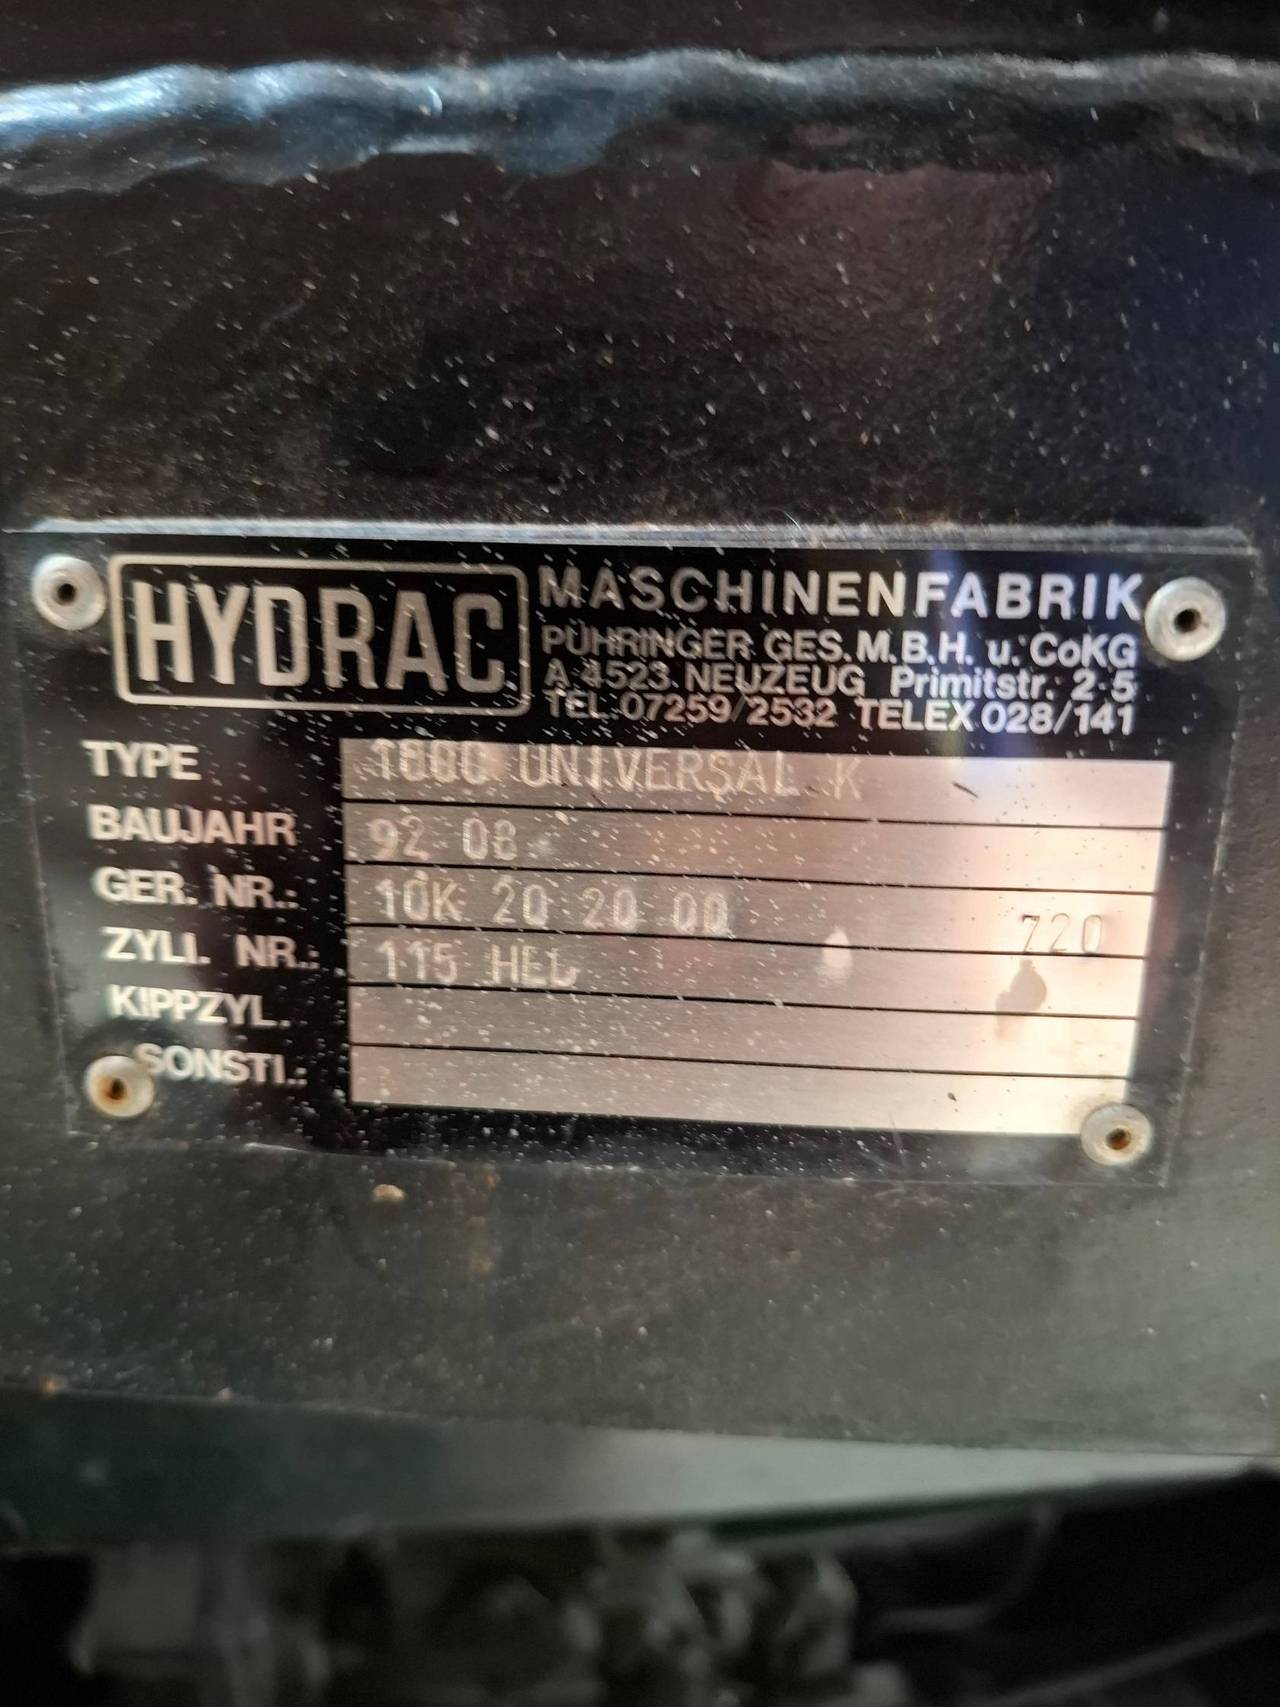 HYDRAC
MASCHINENFABRIK
PÜHRINGER GES. M.B.H. u. CoKG
A-4523 NEUZEUG Primitstr. 2-5
TEL. 07259/2532 TELEX 028/141
TYPE UNIVERSAL K
BAUJAHR 92 08
GER. NR.: 10K 20 20 00 720
ZYLI. NR.: 115 HEL
KIPPZYL.
SONSTI.: